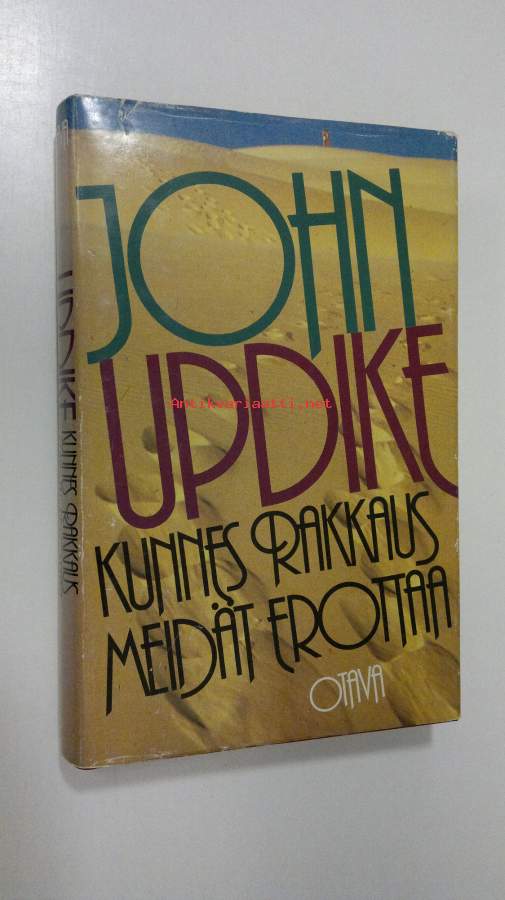 JOHN
UPDIKE
KUNNES RAKKAUS
MEIDÄT EROTTAA
OTAVA
UPDIKE KUNNES RAKKAUS
Antikvariaatti.net